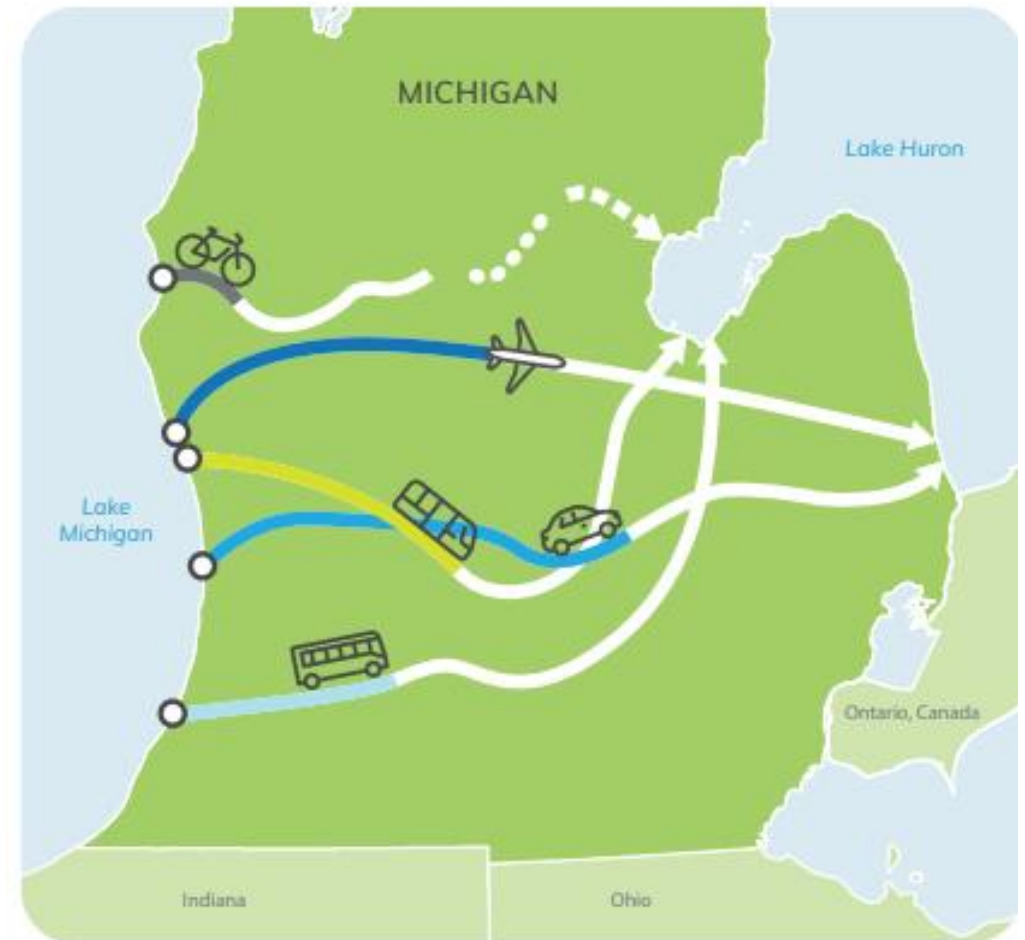 MICHIGAN
Lake Huron
Lake
Michigan
Ontario, Canada
Indiana
Ohio